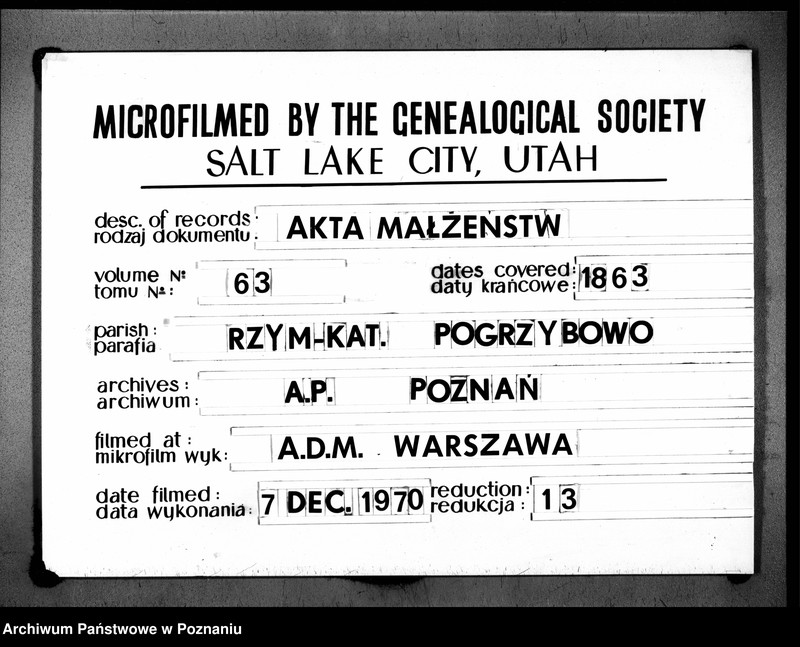 MICROFILMED BY THE GENEALOGICAL SOCIETY
SALT LAKE CITY, UTAH
desc. of records: AKTA MAŁŻEŃSTW
rodzaj dokumentu:
volume Nº 63 dates covered: 1863
tomu Nº: daty krańcowe:
parish: RZYM-KAT. POGRZYBOWO
parafia
archives: A.P. POZNAŃ
archiwum:
filmed at: A.D.M. WARSZAWA
mikrofilm wyk:
date filmed: 7 DEC. 1970 reduction: 13
data wykonania: redukcja:
Archiwum Państwowe w Poznaniu